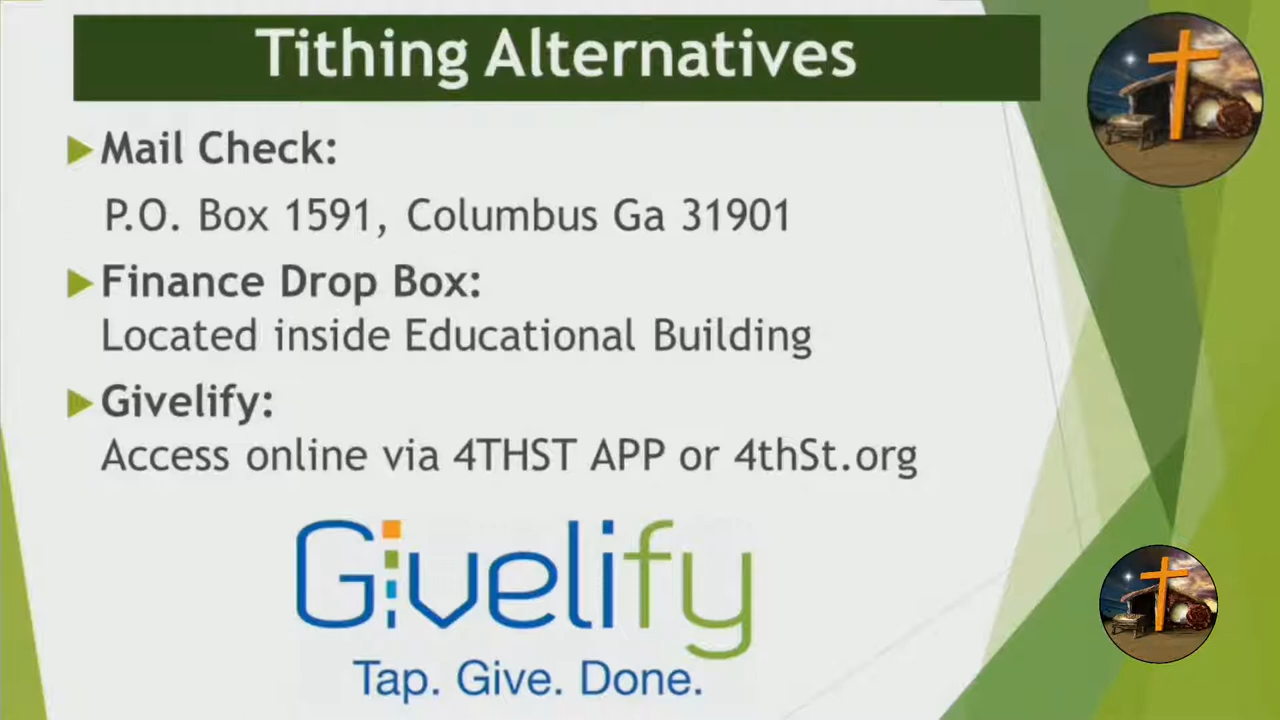 Tithing Alternatives
Mail Check:
P.O. Box 1591, Columbus Ga 31901
Finance Drop Box:
Located inside Educational Building
Givelify:
Access online via 4THST APP or 4thSt.org
Givelify
Tap. Give. Done.